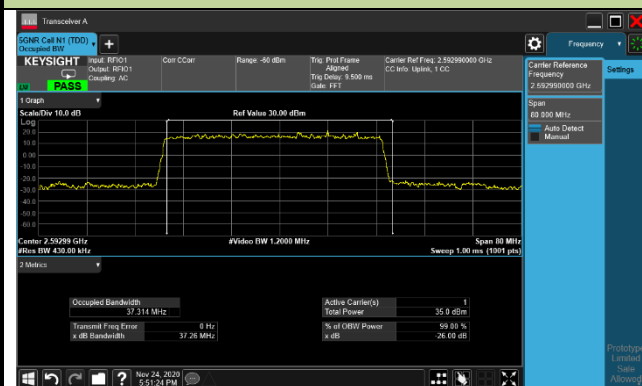 Transceiver A
5GNR Cell N1 (TDD)
Occupied BW
Frequency
KEYSIGHT
Input: RFIO1
Output: RFIO1
Coupling: AC
Corr CCorr
Range: -60 dBm
Trig: Prot Frame
Aligned
Trig Delay: 9.500 ms
Gate: FFT
Carrier Ref Freq: 2.592990000 GHz
CC Info: Uplink, 1 CC
PASS
Carrier Reference
Frequency
2.592990000 GHz
Settings
Span
80.000 MHz
Auto Detect
Manual
1 Graph
Scale/Div 10.0 dB
Ref Value 30.00 dBm
Log
20.0
10.0
0.00
-10.0
-20.0
-30.0
-40.0
-50.0
-60.0
Center 2.59299 GHz
#Video BW 1.2000 MHz
Span 80 MHz
#Res BW 430.00 kHz
Sweep 1.00 ms (1001 pts)
2 Metrics
Occupied Bandwidth
37.314 MHz
Active Carrier(s) 1
Total Power 35.0 dBm
Transmit Freq Error 0 Hz
x dB Bandwidth 37.26 MHz
% of OBW Power 99.00 %
x dB -26.00 dB
Prototype
Limited
Sale
Allowed
Nov 24, 2020
5:51:24 PM